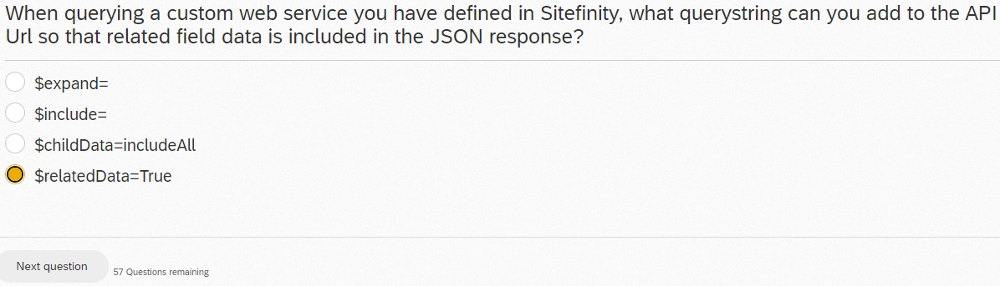 When querying a custom web service you have defined in Sitefinity, what querystring can you add to the API
Url so that related field data is included in the JSON response?
$expand=
$include=
$childData=includeAll
$relatedData=True
Next question
57 Questions remaining